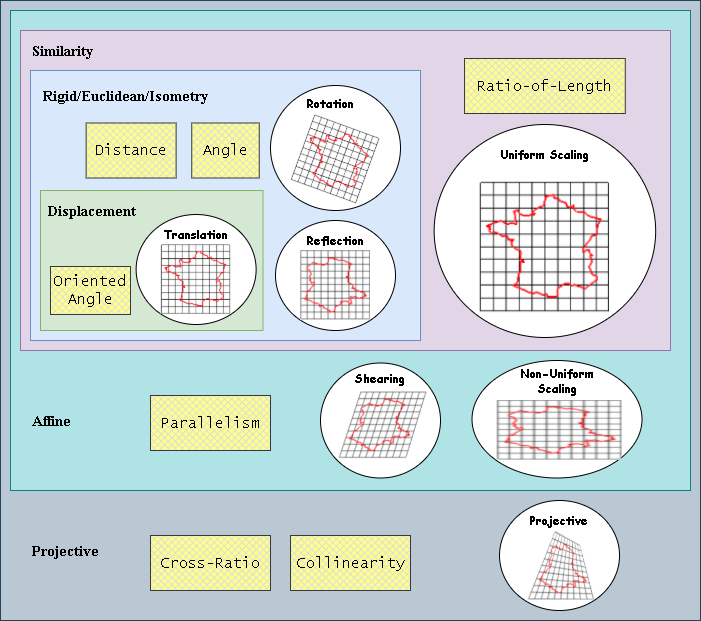 Similarity
Ratio-of-Length
Rigid/Euclidean/Isometry
Rotation
Distance
Angle
Uniform Scaling
Displacement
Translation
Reflection
Oriented
Angle
Shearing
Non-Uniform
Scaling
Affine
Parallelism
Projective
Projective
Cross-Ratio
Collinearity